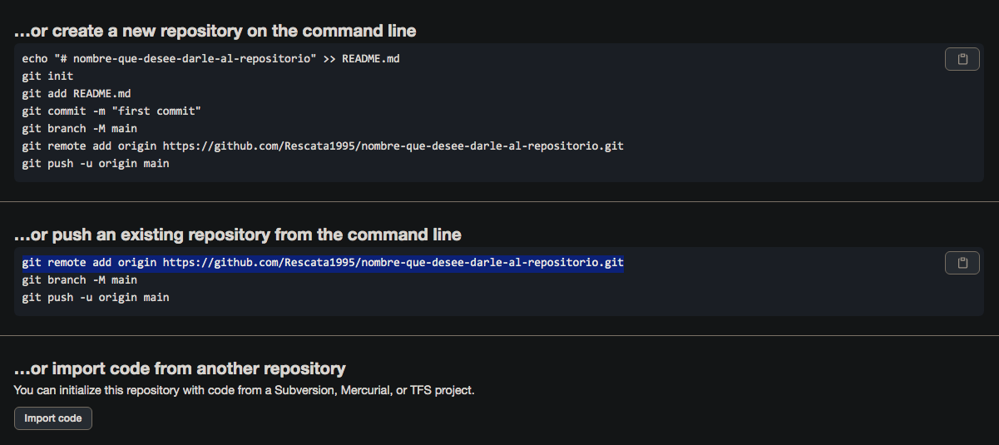 ...or create a new repository on the command line
echo "# nombre-que-desee-darle-al-repositorio" >> README.md
git init
git add README.md
git commit -m "first commit"
git branch -M main
git remote add origin https://github.com/Rescata1995/nombre-que-desee-darle-al-repositorio.git
git push -u origin main
...or push an existing repository from the command line
git remote add origin https://github.com/Rescata1995/nombre-que-desee-darle-al-repositorio.git
git branch -M main
git push -u origin main
...or import code from another repository
You can initialize this repository with code from a Subversion, Mercurial, or TFS project.
Import code